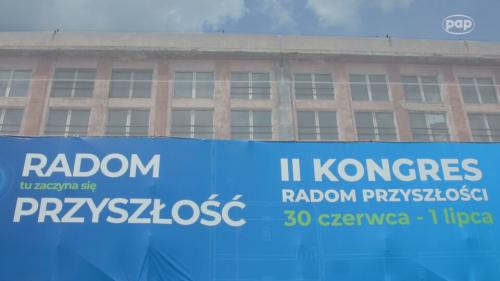 pap
RADOM
tu zaczyna się
PRZYSZŁOŚĆ
II KONGRES
RADOM PRZYSZŁOŚCI
30 czerwca - 1 lipca